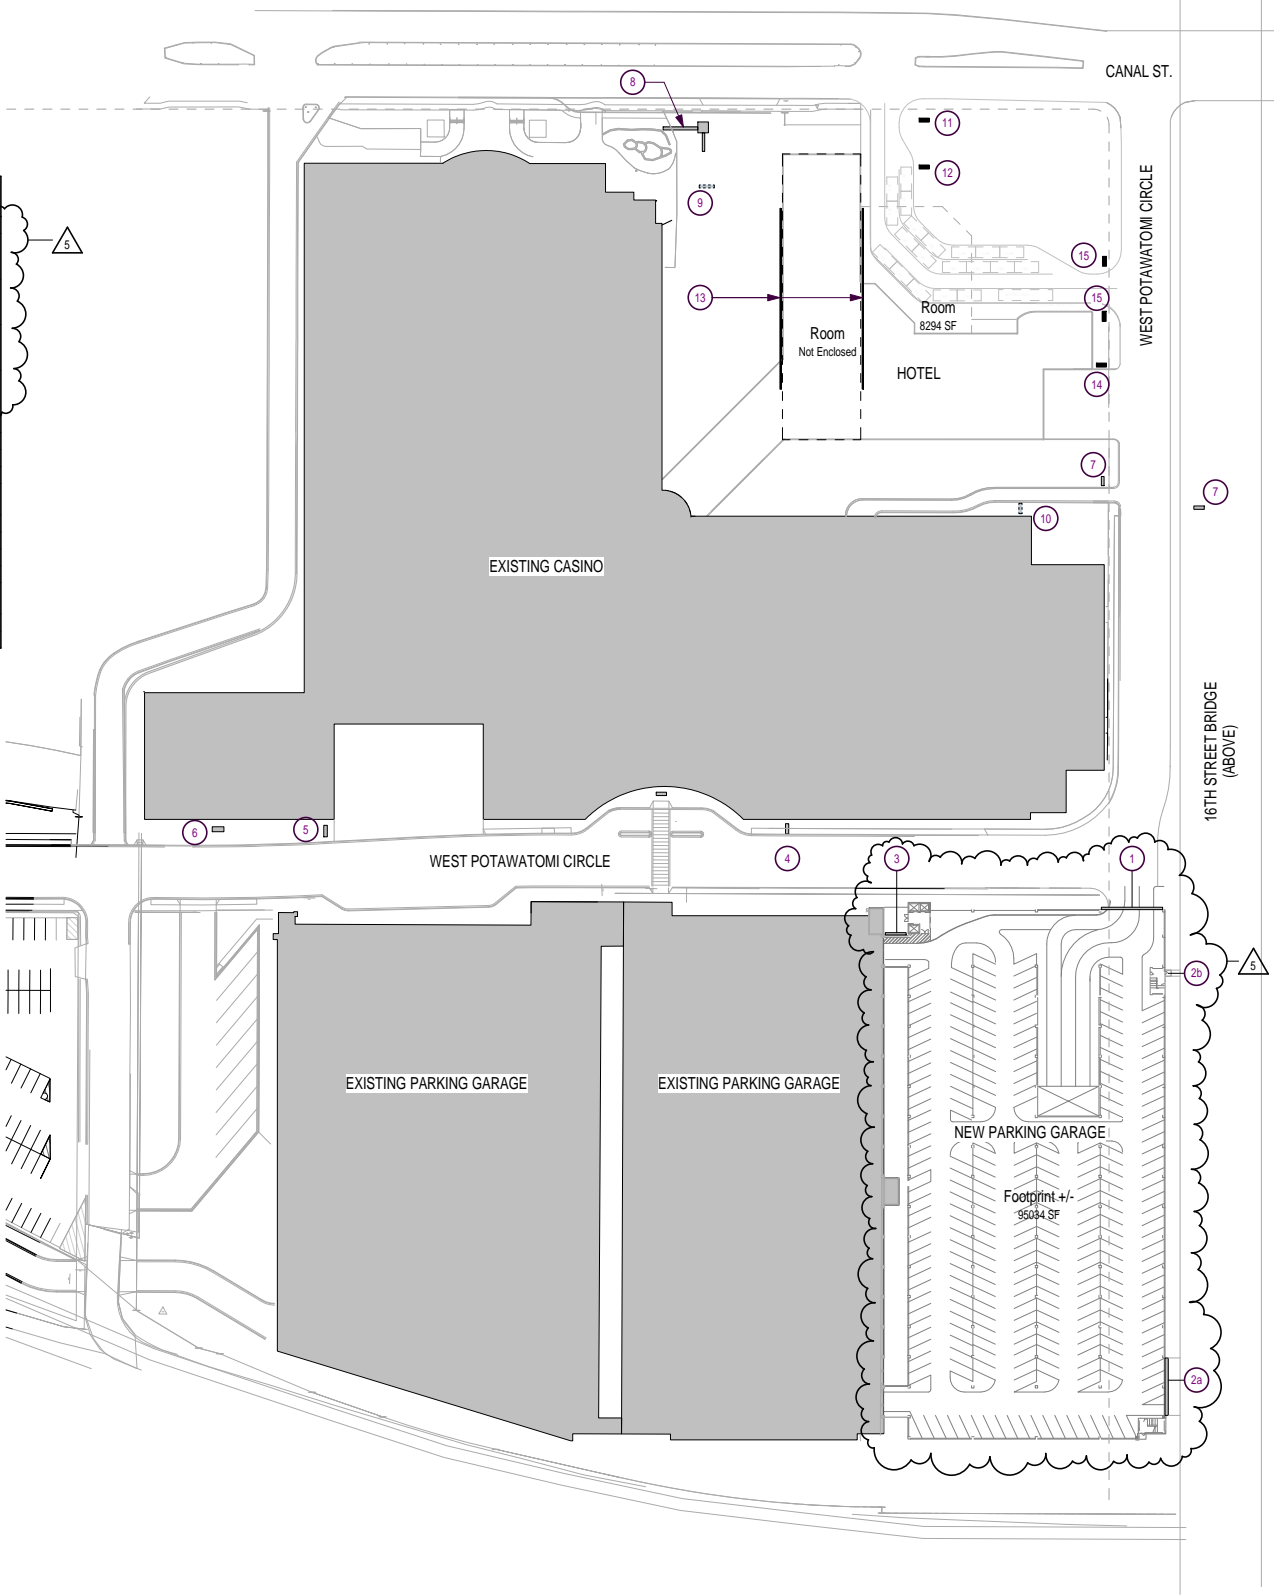 CANAL ST.
8
11
12
5
9
WEST POTAWATOMI CIRCLE
15
13
15
Room
8294 SF
Room
Not Enclosed
HOTEL
14
7
7
10
EXISTING CASINO
16TH STREET BRIDGE
(ABOVE)
6
5
4
3
1
WEST POTAWATOMI CIRCLE
5
2b
EXISTING PARKING GARAGE
EXISTING PARKING GARAGE
NEW PARKING GARAGE
Footprint +/-
95034 SF
2a